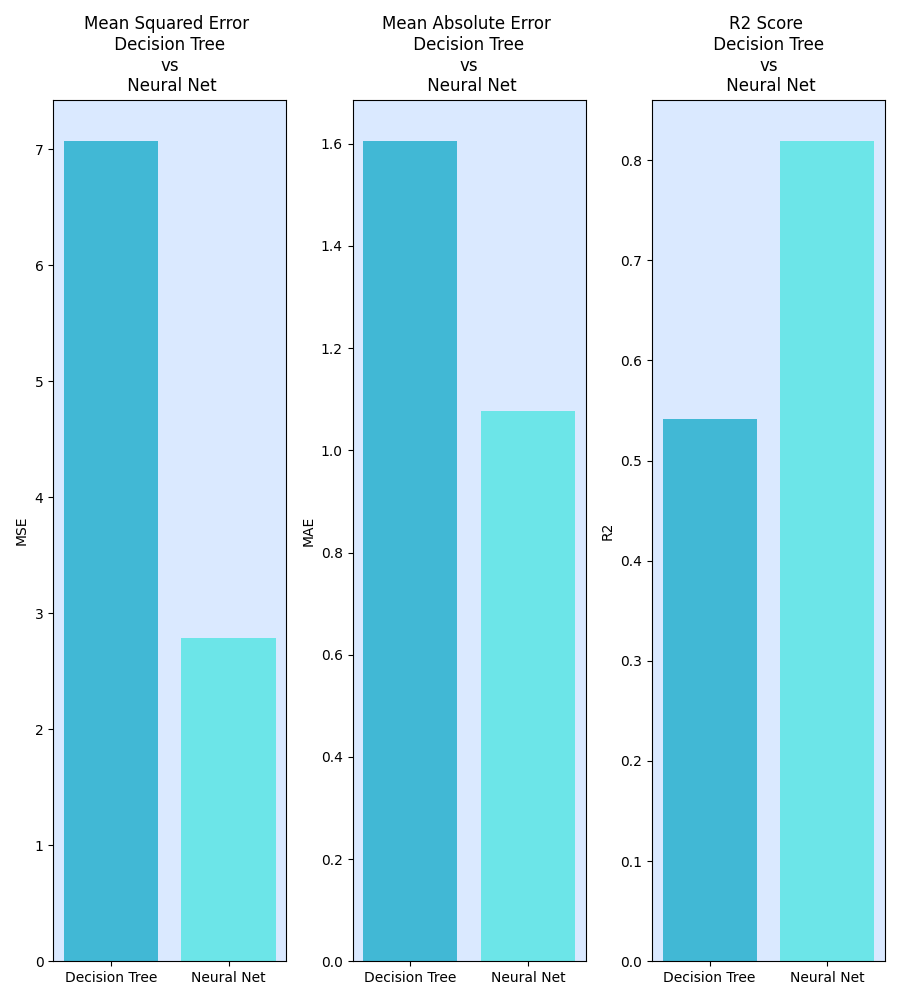 Mean Squared Error
Decision Tree
vs
Neural Net
MSE
7
6
5
4
3
2
1
0
Decision Tree
Neural Net
Mean Absolute Error
Decision Tree
vs
Neural Net
MAE
1.6
1.4
1.2
1.0
0.8
0.6
0.4
0.2
0.0
Decision Tree
Neural Net
R2 Score
Decision Tree
vs
Neural Net
R2
0.8
0.7
0.6
0.5
0.4
0.3
0.2
0.1
0.0
Decision Tree
Neural Net